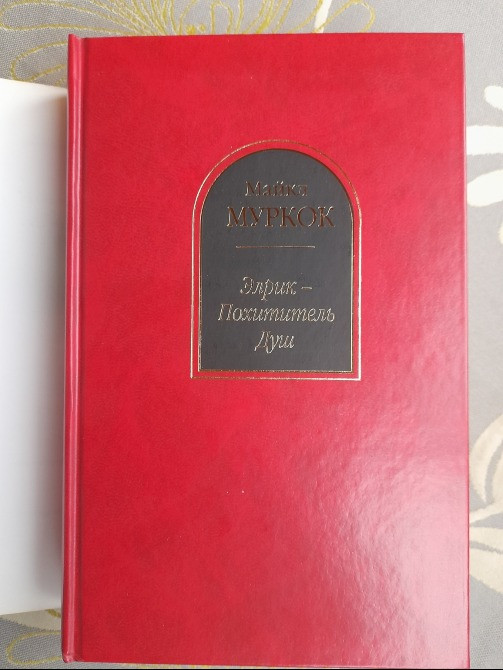 Майкл
МУРКОК
Элрик –
Похититель
Душ